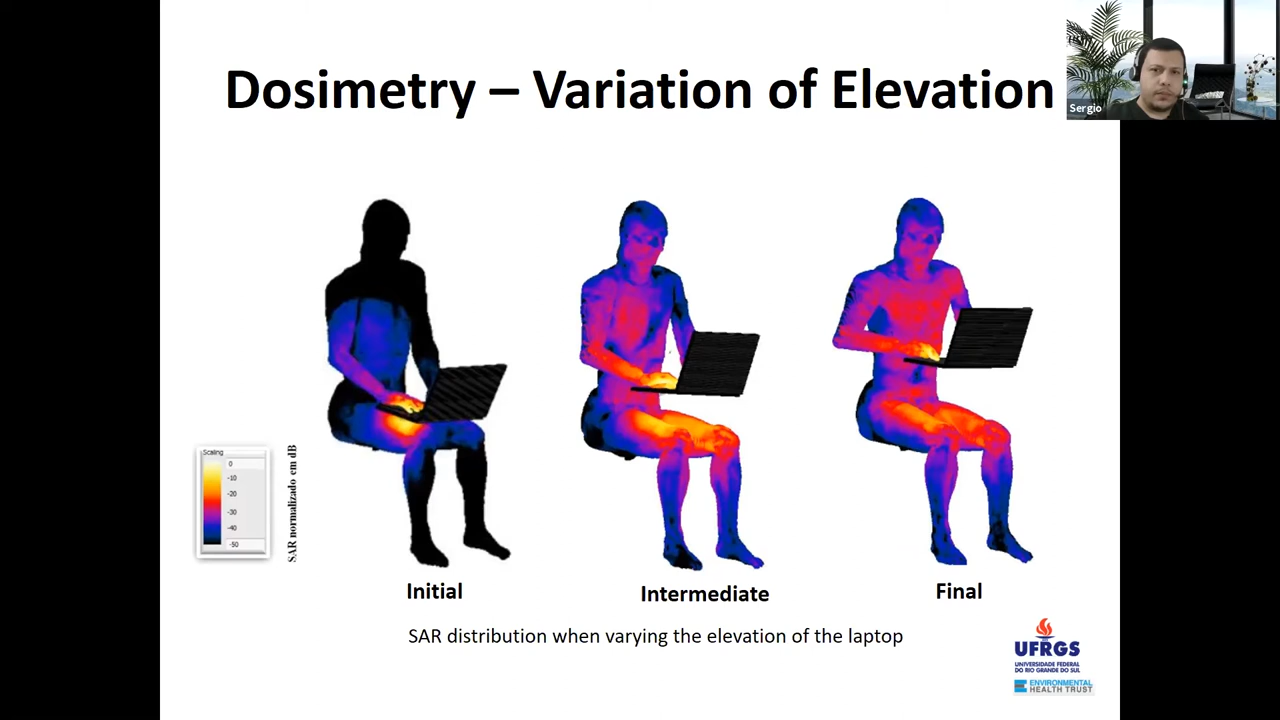 Dosimetry – Variation of Elevation
Sergio
Scaling
0
-10
-20
-30
-40
-50
SAR normalizado em dB
Initial
Intermediate
Final
SAR distribution when varying the elevation of the laptop
UFRGS
UNIVERSIDADE FEDERAL
DO RIO GRANDE DO SUL
ENVIRONMENTAL
HEALTH TRUST